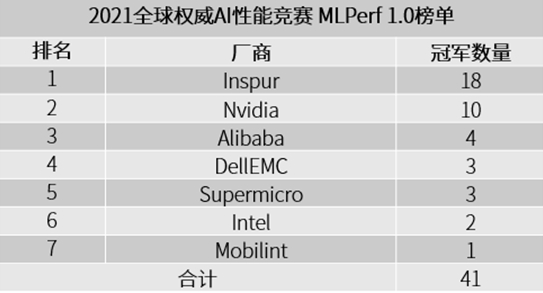 2021全球权威AI性能竞赛 MLPerf 1.0榜单
排名 厂商 冠军数量
1 Inspur 18
2 Nvidia 10
3 Alibaba 4
4 DellEMC 3
5 Supermicro 3
6 Intel 2
7 Mobilint 1
合计 41